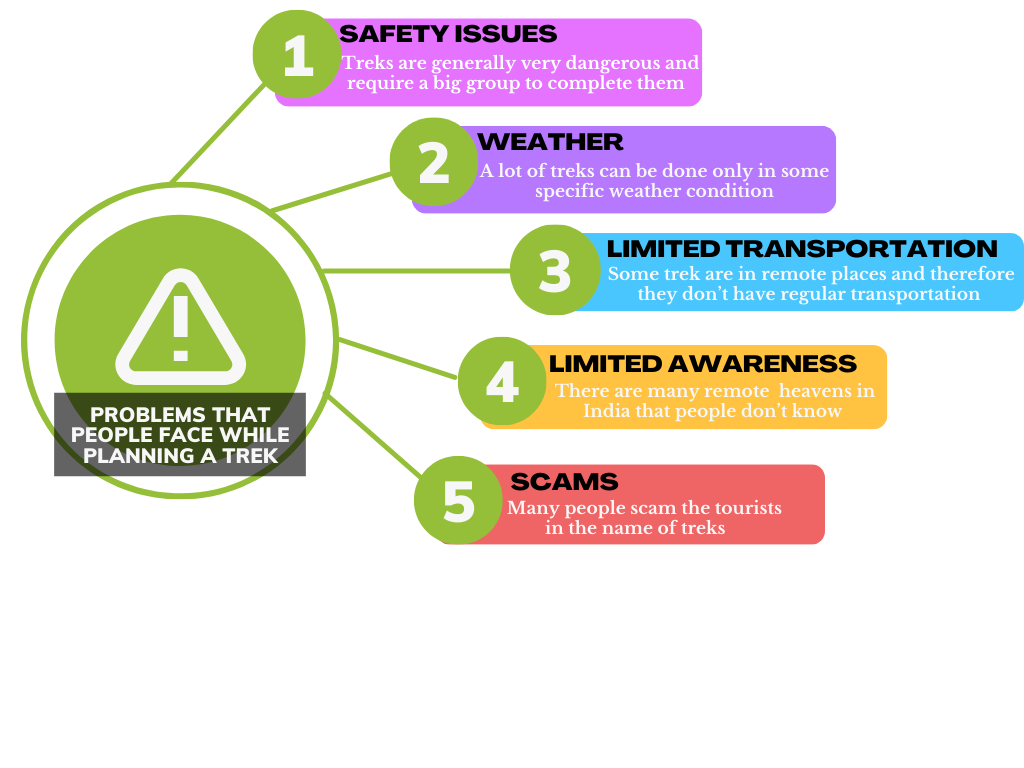 1
SAFETY ISSUES
Treks are generally very dangerous and
require a big group to complete them
2
WEATHER
A lot of treks can be done only in some
specific weather condition
3
LIMITED TRANSPORTATION
Some trek are in remote places and therefore
they don't have regular transportation
4
LIMITED AWARENESS
There are many remote  heavens in
India that people don't know
PROBLEMS THAT
PEOPLE FACE WHILE
PLANNING A TREK
5
SCAMS
Many people scam the tourists
in the name of treks